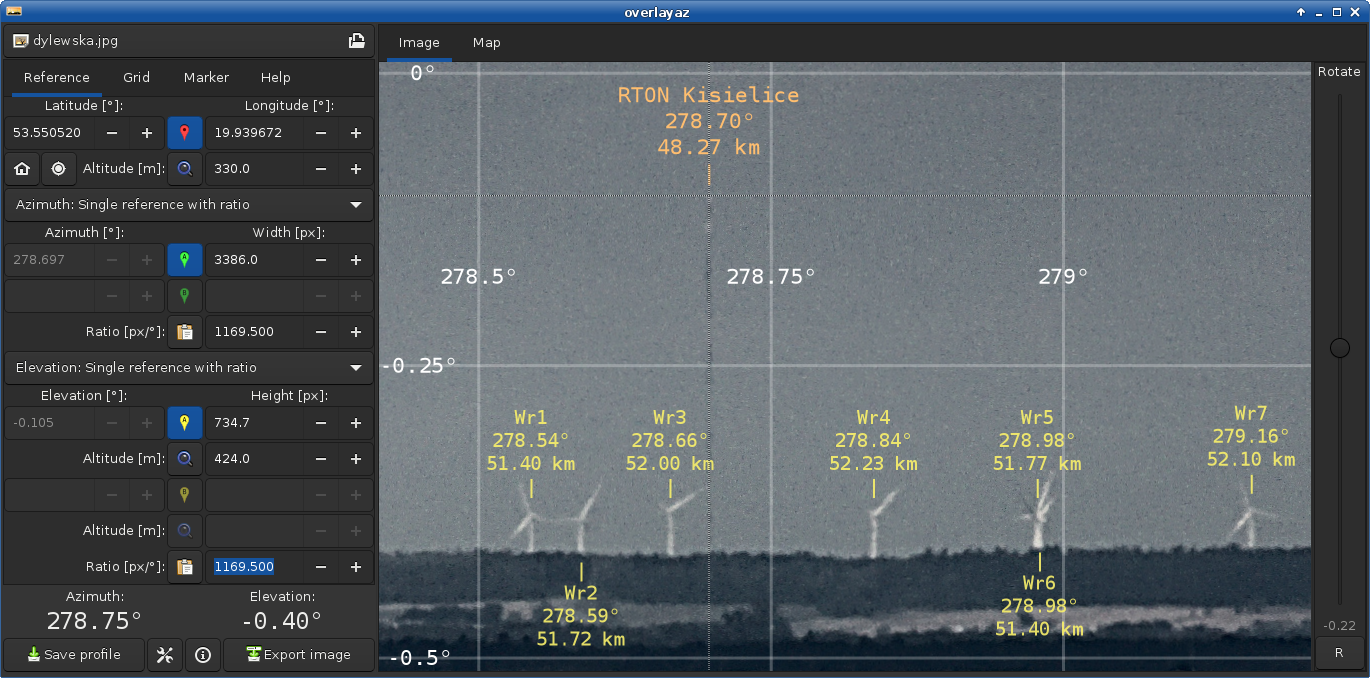 overlayaz
dylewska.jpg
Reference Grid Marker Help
Latitude [°]: Longitude [°]:
53.550520 − + 19.939672 − +
Altitude [m]: 330.0 − +
Azimuth: Single reference with ratio
Azimuth [°]: Width [px]:
278.697 − + A 3386.0 − +
− + B − +
Ratio [px/°]: 1169.500 − +
Elevation: Single reference with ratio
Elevation [°]: Height [px]:
-0.105 − + A 734.7 − +
Altitude [m]: 424.0 − +
− + B − +
Altitude [m]: − +
Ratio [px/°]: 1169.500 − +
Azimuth: Elevation:
278.75° -0.40°
Save profile Export image
Image Map
0°
RTON Kisielice
278.70°
48.27 km
278.5° 278.75° 279°
-0.25°
Wr1
278.54°
51.40 km
Wr3
278.66°
52.00 km
Wr4
278.84°
52.23 km
Wr5
278.98°
51.77 km
Wr7
279.16°
52.10 km
Wr2
278.59°
51.72 km
Wr6
278.98°
51.40 km
-0.5°
Rotate
-0.22
R